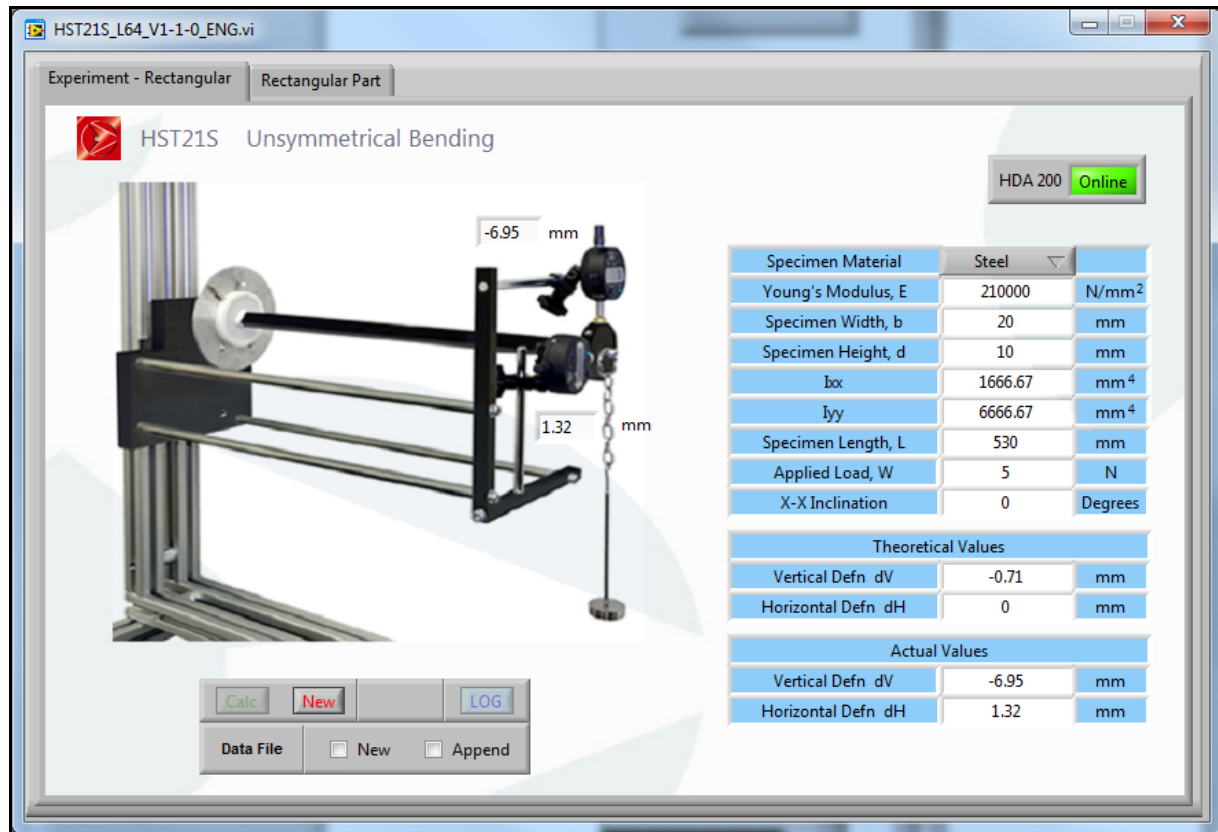 HST21S_L64_V1-1-0_ENG.vi
Experiment - Rectangular Rectangular Part
HST21S Unsymmetrical Bending
HDA 200 Online
-6.95 mm
1.32 mm
Specimen Material Steel
Young's Modulus, E 210000 N/mm²
Specimen Width, b 20 mm
Specimen Height, d 10 mm
Ixx 1666.67 mm⁴
Iyy 6666.67 mm⁴
Specimen Length, L 530 mm
Applied Load, W 5 N
X-X Inclination 0 Degrees
Theoretical Values
Vertical Defn dV -0.71 mm
Horizontal Defn dH 0 mm
Actual Values
Vertical Defn dV -6.95 mm
Horizontal Defn dH 1.32 mm
Calc New LOG
Data File New Append